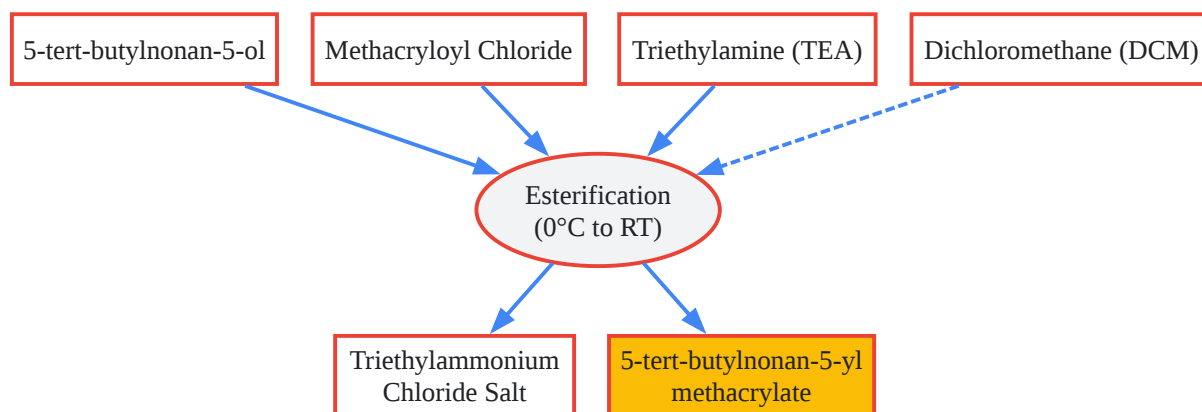 5-tert-butylnonan-5-ol
Methacryloyl Chloride
Triethylamine (TEA)
Dichloromethane (DCM)
Esterification
(0°C to RT)
Triethylammonium
Chloride Salt
5-tert-butylnonan-5-yl
methacrylate